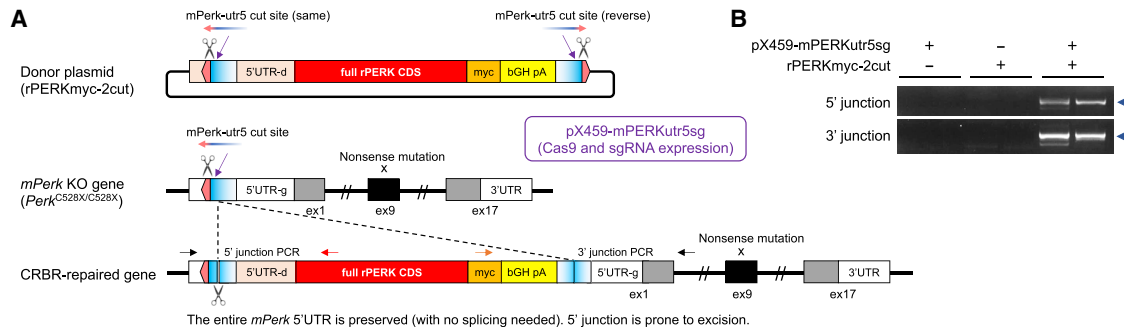 A
mPerk-utr5 cut site (same)
mPerk-utr5 cut site (reverse)
Donor plasmid
(rPERKmyc-2cut)
5'UTR-d
full rPERK CDS
myc
bGH pA
mPerk-utr5 cut site
pX459-mPERKutr5sg
(Cas9 and sgRNA expression)
Nonsense mutation
x
mPerk KO gene
(Perk^C528X/C528X)
5'UTR-g
3'UTR
ex1
ex9
ex17
5' junction PCR
3' junction PCR
Nonsense mutation
x
CRBR-repaired gene
5'UTR-d
full rPERK CDS
myc
bGH pA
5'UTR-g
3'UTR
ex1
ex9
ex17
The entire mPerk 5'UTR is preserved (with no splicing needed). 5' junction is prone to excision.
B
pX459-mPERKutr5sg + – +
rPERKmyc-2cut – + +
5' junction
3' junction